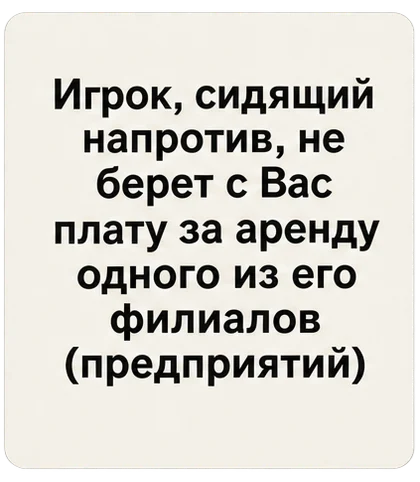 Игрок, сидящий
напротив, не
берет с Вас
плату за аренду
одного из его
филиалов
(предприятий)